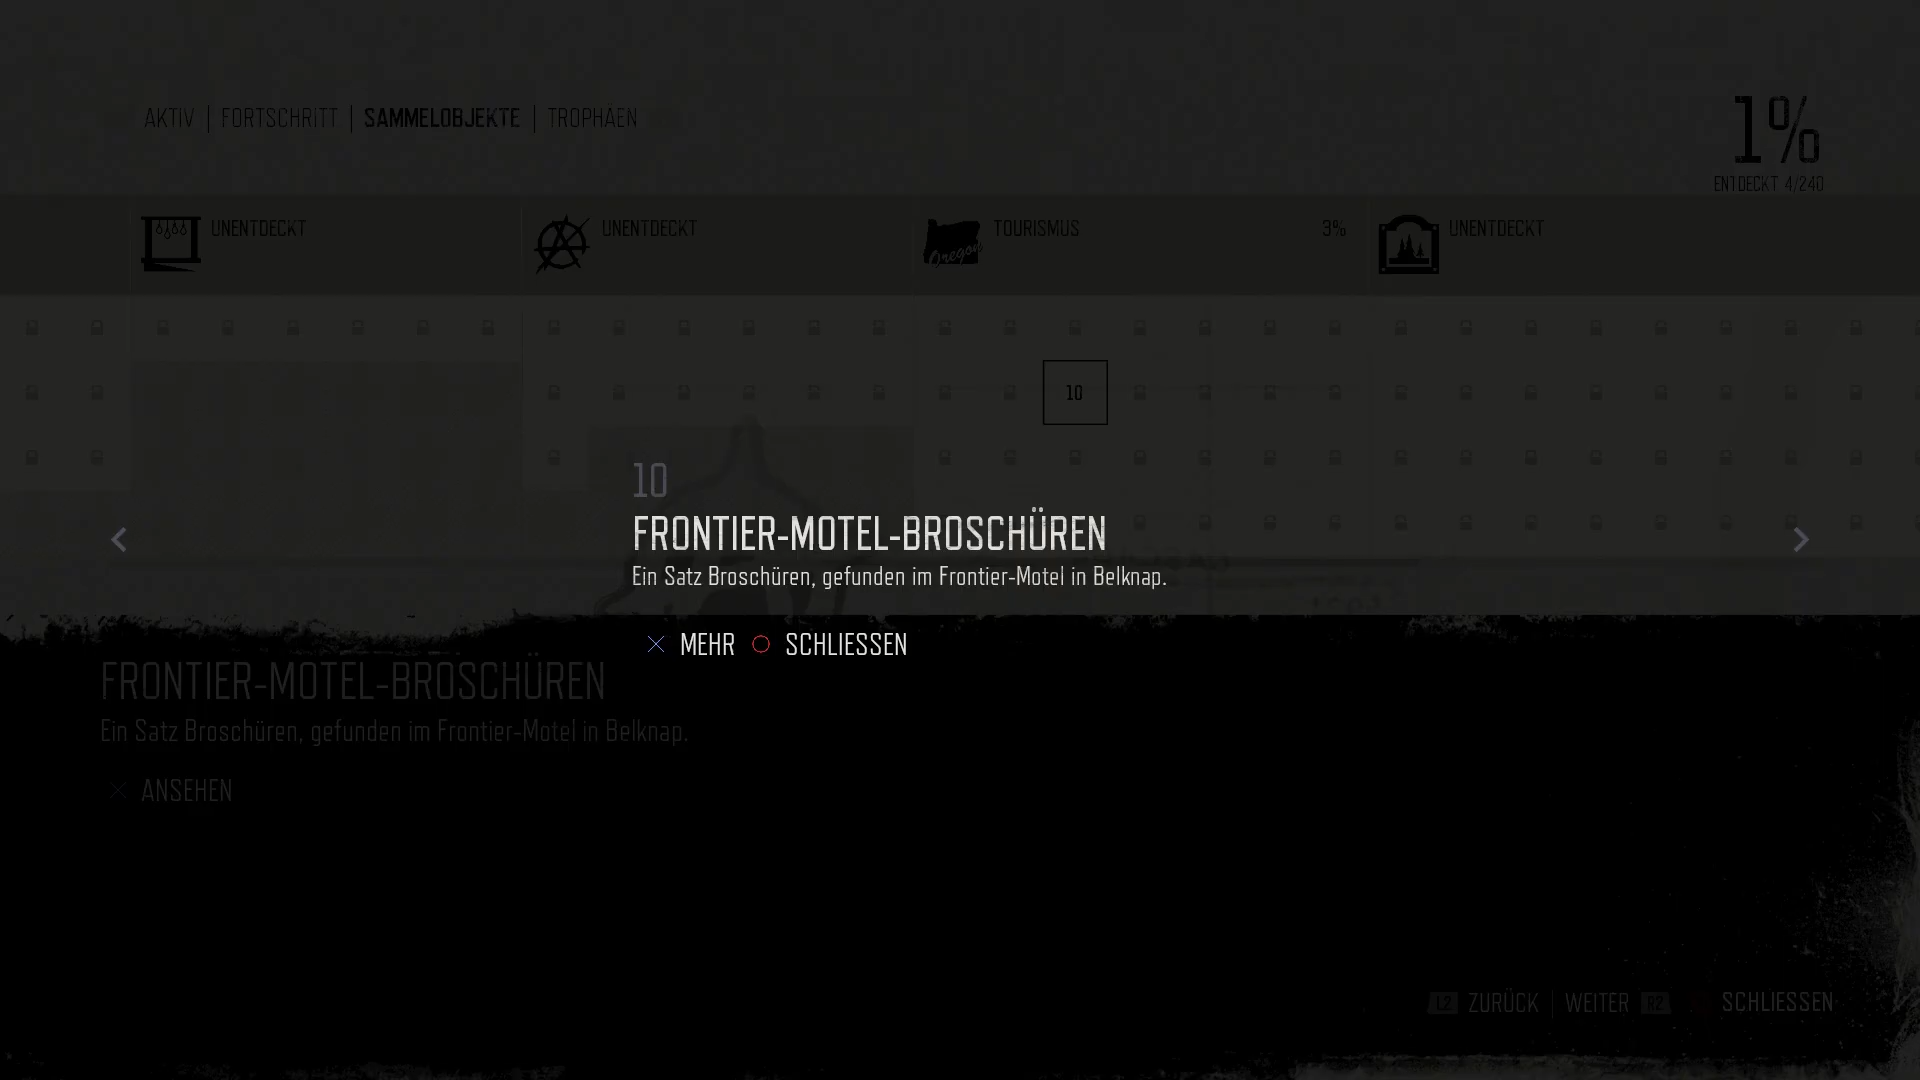 AKTIV | FORTSCHRITT | SAMMELOBJEKTE | TROPHÄEN
1%
ENTDECKT 4/240
UNENTDECKT
UNENTDECKT
Oregon
TOURISMUS
3%
UNENTDECKT
10
10
FRONTIER-MOTEL-BROSCHÜREN
Ein Satz Broschüren, gefunden im Frontier-Motel in Belknap.
MEHR
SCHLIESSEN
FRONTIER-MOTEL-BROSCHÜREN
Ein Satz Broschüren, gefunden im Frontier-Motel in Belknap.
ANSEHEN
L2 ZURÜCK | WEITER R2 SCHLIESSEN